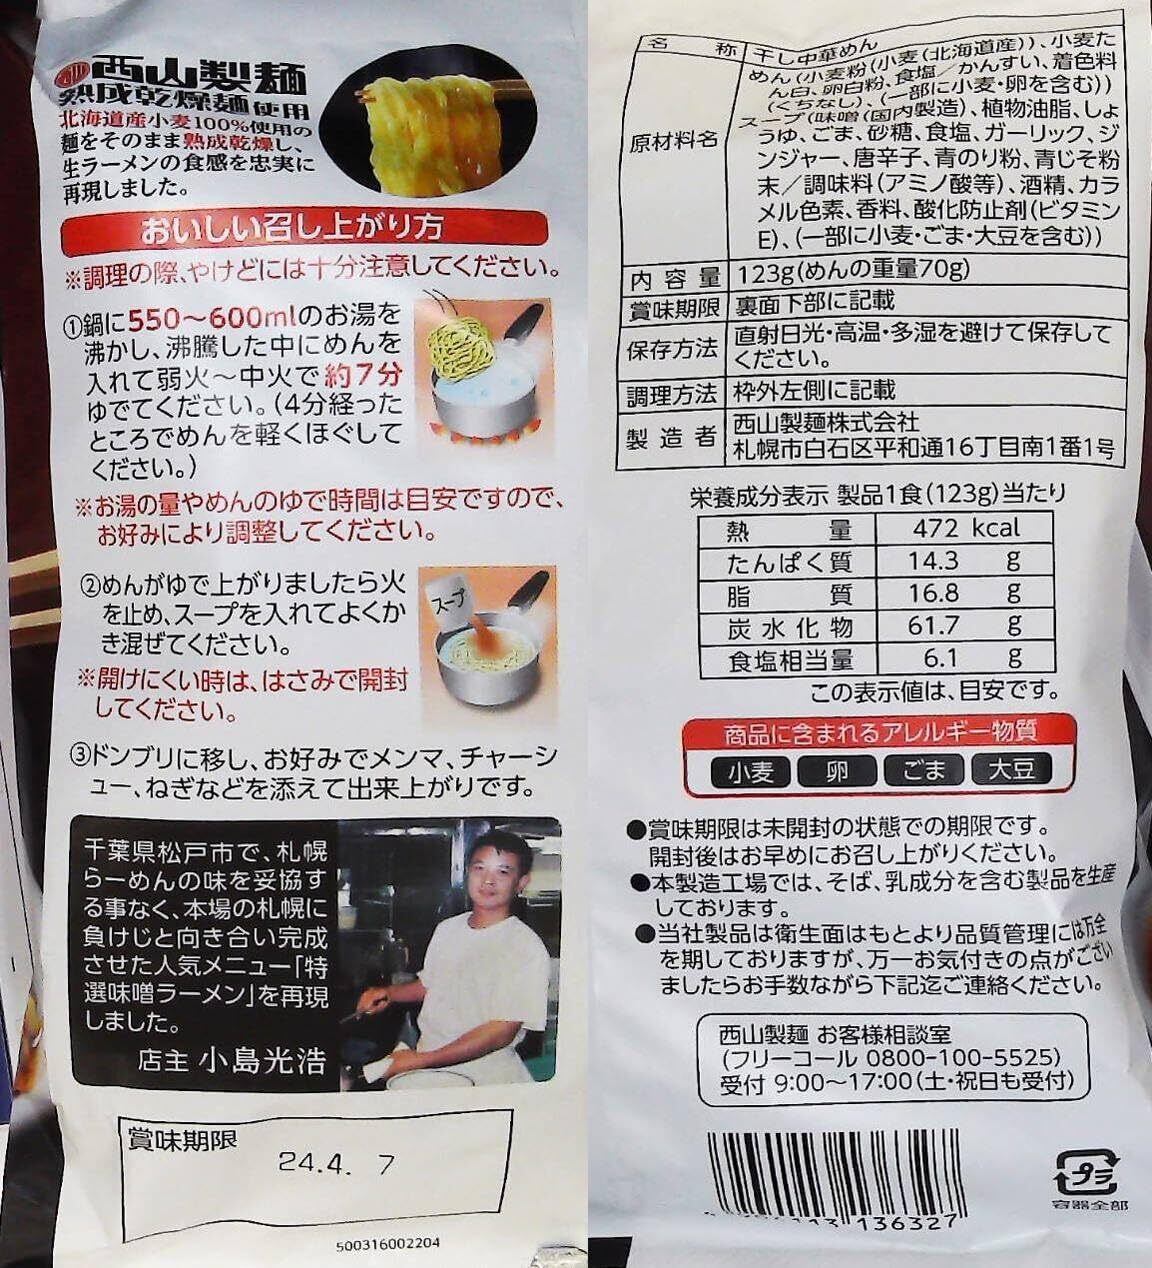 西山製麺
熟成乾燥麺使用
北海道産小麦100%使用の
麺をそのまま熟成乾燥し、
生ラーメンの食感を忠実に
再現しました。
おいしい召し上がり方
※調理の際、やけどには十分注意してください。
①鍋に550〜600mlのお湯を
沸かし、沸騰した中にめんを
入れて弱火〜中火で約7分
ゆでてください。(4分経った
ところでめんを軽くほぐして
ください。)
※お湯の量やめんのゆで時間は目安ですので、
お好みにより調整してください。
②めんがゆで上がりましたら火
を止め、スープを入れてよくか
き混ぜてください。
スープ
※開けにくい時は、はさみで開封
してください。
③ドンブリに移し、お好みでメンマ、チャーシ
ュー、ねぎなどを添えて出来上がりです。
千葉県松戸市で、札幌
らーめんの味を妥協す
る事なく、本場の札幌に
負けじと向き合い完成
させた人気メニュー「特
選味噌ラーメン」を再現
しました。
店主 小島光浩
賞味期限
24.4. 7
500316002204
名称 干し中華めん
原材料名
めん(小麦粉(小麦(北海道産))、小麦た
ん白、卵白粉、食塩/かんすい、着色料
(くちなし)、(一部に小麦・卵を含む))
スープ(味噌(国内製造)、植物油脂、しょ
うゆ、ごま、砂糖、食塩、ガーリック、ジ
ンジャー、唐辛子、青のり粉、青じそ粉
末/調味料(アミノ酸等)、酒精、カラ
メル色素、香料、酸化防止剤(ビタミン
E)、(一部に小麦・ごま・大豆を含む))
内容量 123g(めんの重量70g)
賞味期限 裏面下部に記載
保存方法 直射日光・高温・多湿を避けて保存して
ください。
調理方法 枠外左側に記載
製造者 西山製麺株式会社
札幌市白石区平和通16丁目南1番1号
栄養成分表示 製品1食(123g)当たり
熱量 472 kcal
たんぱく質 14.3 g
脂質 16.8 g
炭水化物 61.7 g
食塩相当量 6.1 g
この表示値は、目安です。
商品に含まれるアレルギー物質
小麦 卵 ごま 大豆
●賞味期限は未開封の状態での期限です。
開封後はお早めにお召し上がりください。
●本製造工場では、そば、乳成分を含む製品を生産
しております。
●当社製品は衛生面はもとより品質管理には万全
を期しておりますが、万一お気付きの点がござい
ましたらお手数ながら下記迄ご連絡ください。
西山製麺 お客様相談室
(フリーコール 0800-100-5525)
受付 9:00〜17:00(土・祝日も受付)
136327
プラ
容器全部